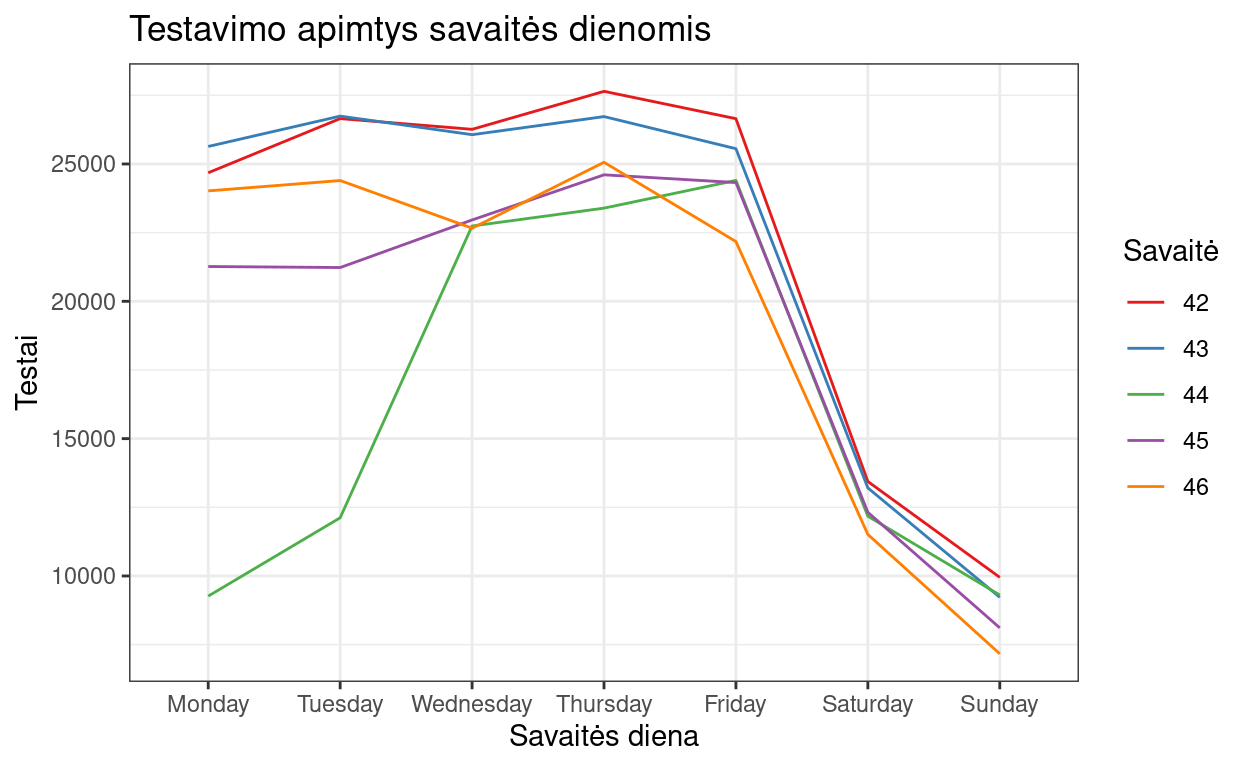 Testavimo apimtys savaitės dienomis
Testai
25000
20000
15000
10000
Monday Tuesday Wednesday Thursday Friday Saturday Sunday
Savaitės diena
Savaitė
42
43
44
45
46